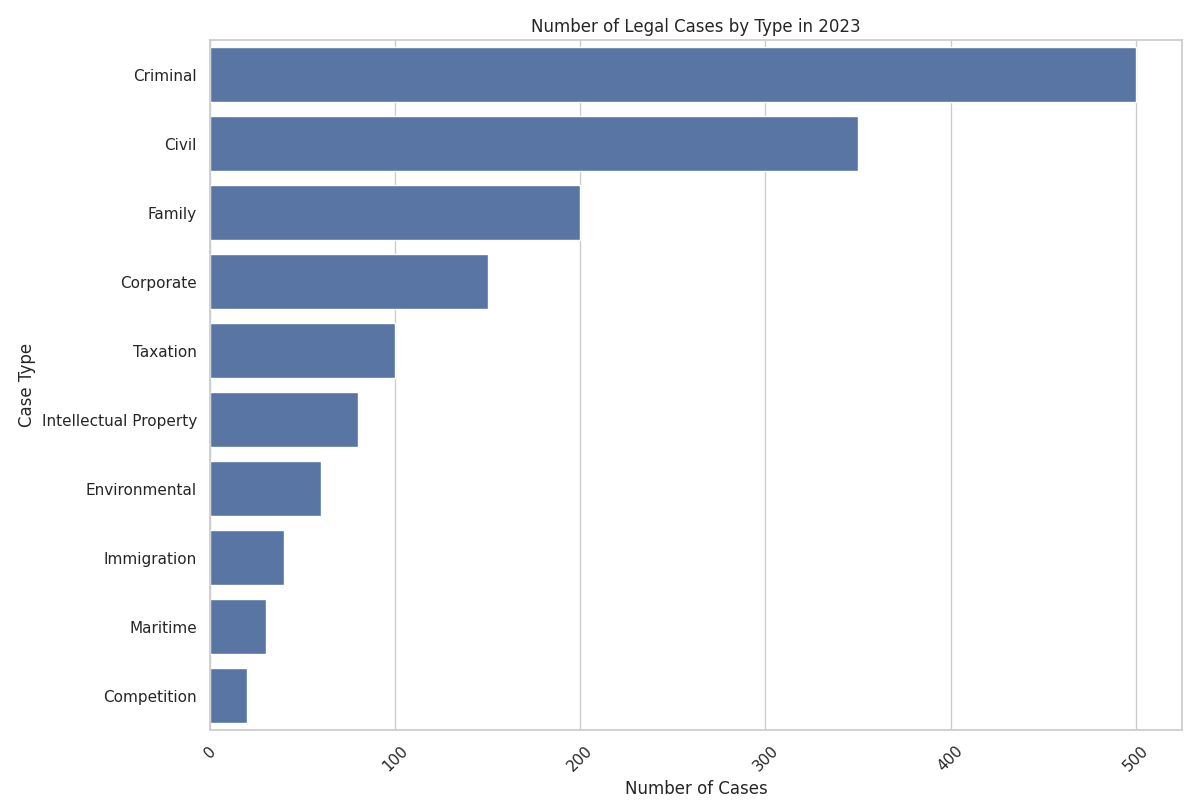 Number of Legal Cases by Type in 2023
Criminal
Civil
Family
Corporate
Taxation
Intellectual Property
Environmental
Immigration
Maritime
Competition
Case Type
0
100
200
300
400
500
Number of Cases